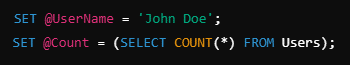 SET @UserName = 'John Doe';
SET @Count = (SELECT COUNT(*) FROM Users);